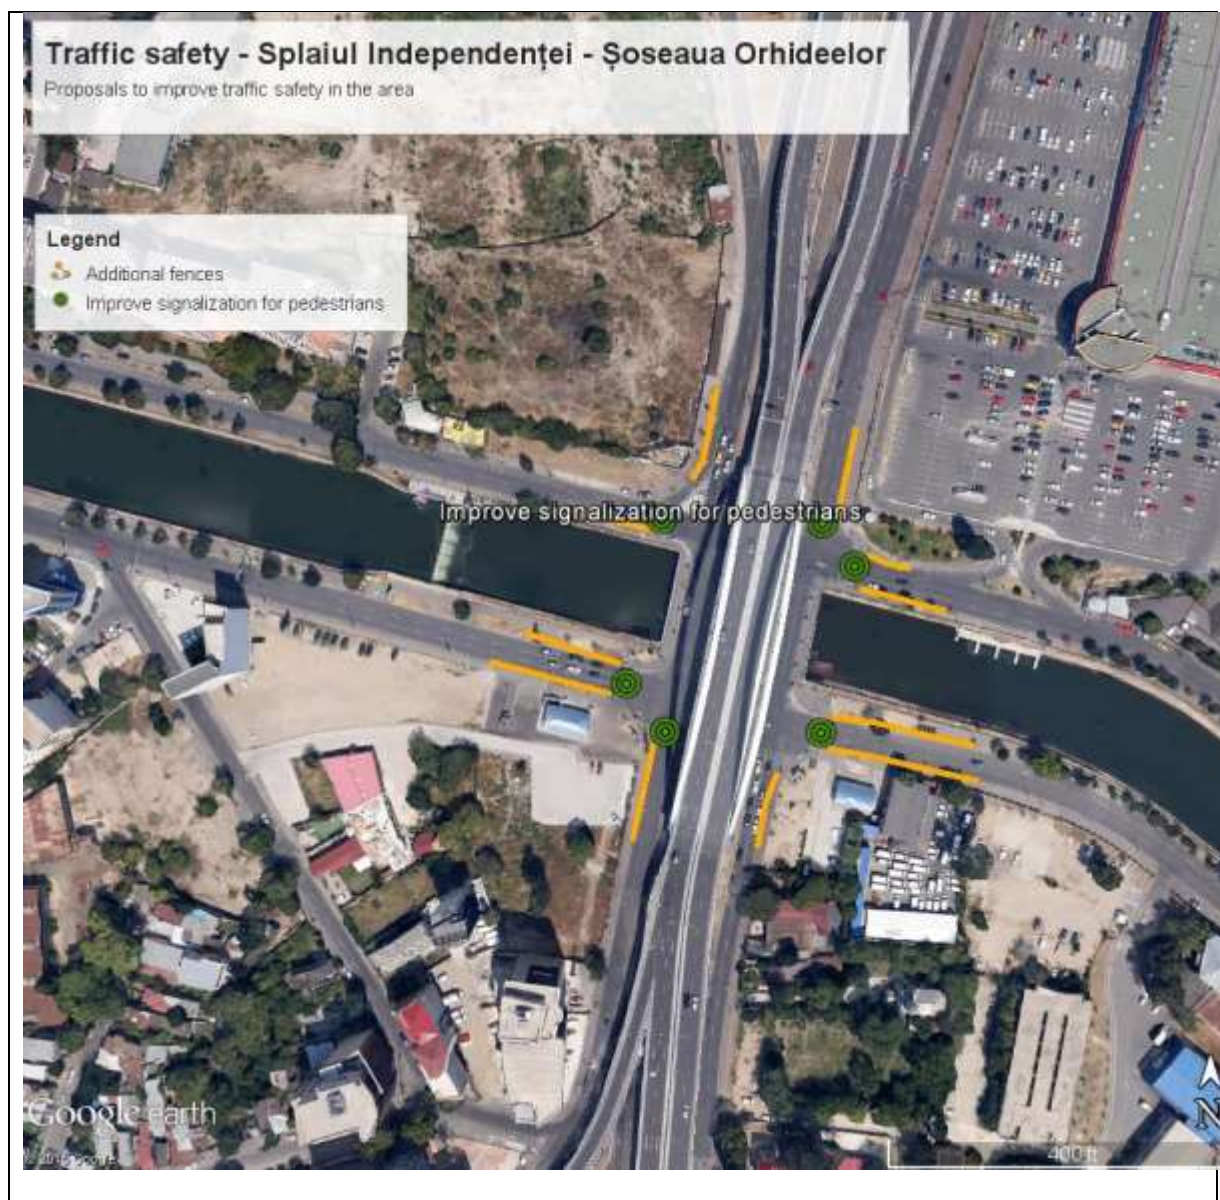 Traffic safety - Splaiul Independenței - Șoseaua Orhideelor
Proposals to improve traffic safety in the area
Legend
Additional fences
Improve signalization for pedestrians
Improve signalization for pedestrians
Google earth
N
400 ft